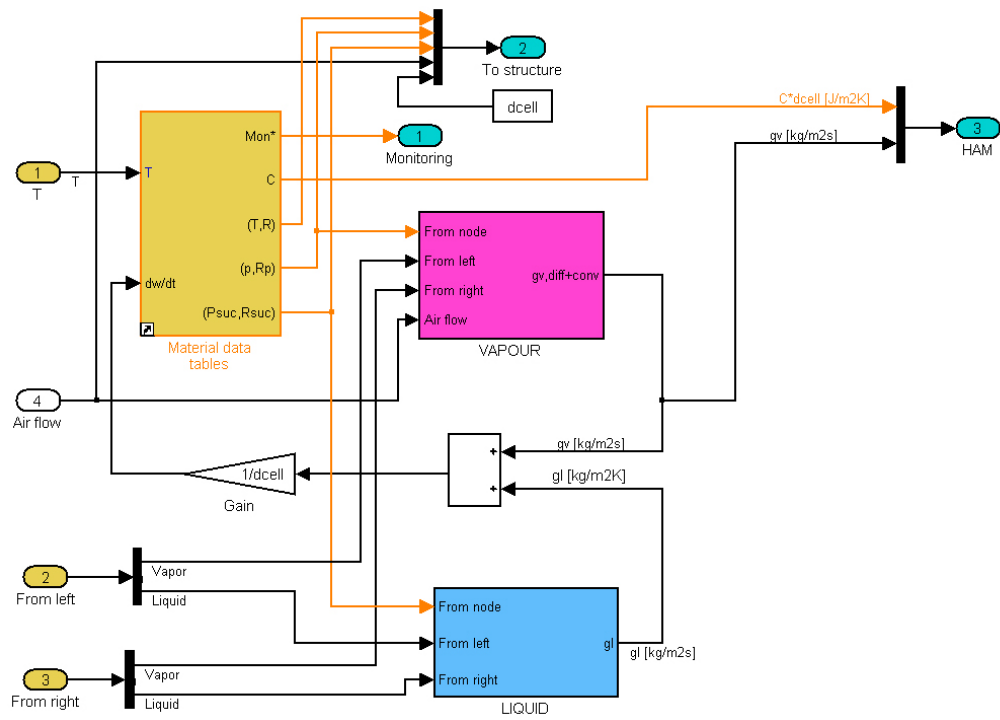 2
To structure
dcell
C*dcell [J/m2K]
gv [kg/m2s]
3
HAM
Mon*
1
Monitoring
1
T
T
T
C
(T,R)
(p,Rp)
dw/dt
(Psuc,Rsuc)
Material data
tables
From node
From left
From right
Air flow
gv,diff+conv
VAPOUR
4
Air flow
gv [kg/m2s]
gl [kg/m2K]
+
+
1/dcell
Gain
2
From left
Vapor
Liquid
From node
From left
From right
gl
gl [kg/m2s]
LIQUID
3
From right
Vapor
Liquid